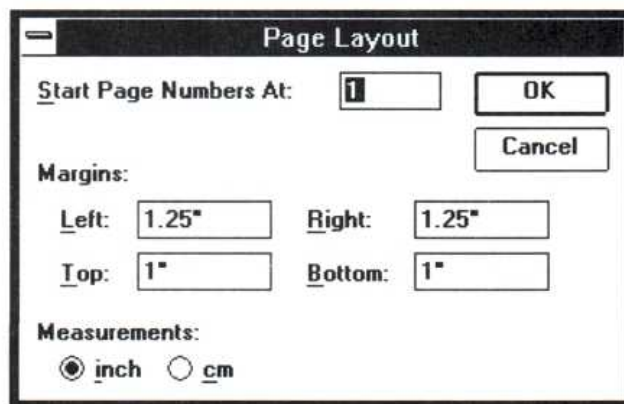 Page Layout
Start Page Numbers At: 1 OK
Cancel
Margins:
Left: 1.25" Right: 1.25"
Top: 1" Bottom: 1"
Measurements:
inch cm